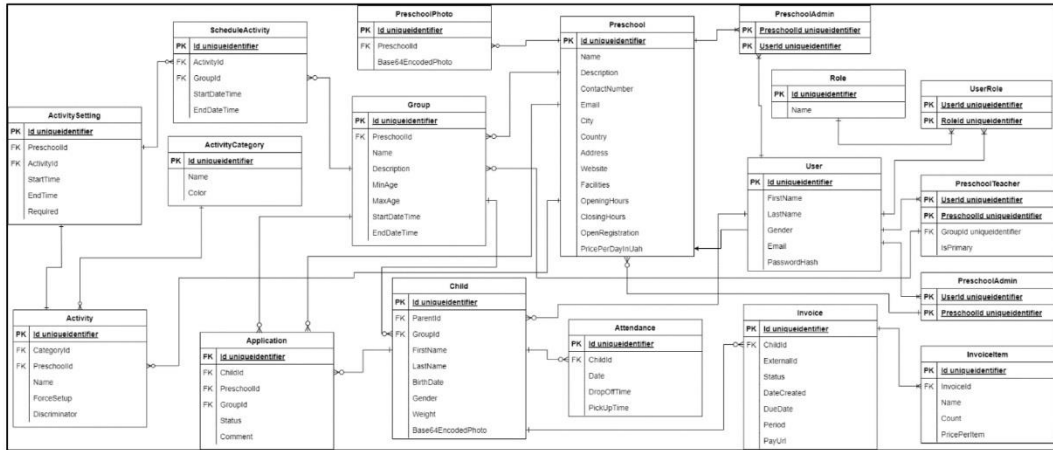 PreschoolPhoto
PK Id uniqueidentifier
FK PreschoolId
Base64EncodedPhoto
Preschool
PK Id uniqueidentifier
Name
Description
ContactNumber
Email
City
Country
Address
Website
Facilities
OpeningHours
ClosingHours
OpenRegistration
PricePerDayInUah
PreschoolAdmin
PK PreschoolId uniqueidentifier
PK UserId uniqueidentifier
ScheduleActivity
PK Id uniqueidentifier
FK ActivityId
FK GroupId
StartDateTime
EndDateTime
Role
PK Id uniqueidentifier
Name
UserRole
PK UserId uniqueidentifier
PK RoleId uniqueidentifier
ActivitySetting
PK Id uniqueidentifier
FK PreschoolId
FK ActivityId
StartTime
EndTime
Required
ActivityCategory
PK Id uniqueidentifier
Name
Color
Group
PK Id uniqueidentifier
FK PreschoolId
Name
Description
MinAge
MaxAge
StartDateTime
EndDateTime
User
PK Id uniqueidentifier
FirstName
LastName
Gender
Email
PasswordHash
PreschoolTeacher
PK UserId uniqueidentifier
PK PreschoolId uniqueidentifier
FK GroupId uniqueidentifier
IsPrimary
PreschoolAdmin
PK UserId uniqueidentifier
PK PreschoolId uniqueidentifier
Activity
PK Id uniqueidentifier
FK CategoryId
FK PreschoolId
Name
ForceSetup
Discriminator
Application
PK Id uniqueidentifier
FK ChildId
FK PreschoolId
FK GroupId
Status
Comment
Child
PK Id uniqueidentifier
FK ParentId
FK GroupId
FirstName
LastName
BirthDate
Gender
Weight
Base64EncodedPhoto
Attendance
PK Id uniqueidentifier
FK ChildId
Date
DropOffTime
PickUpTime
Invoice
PK Id uniqueidentifier
FK ChildId
ExternalId
Status
DateCreated
DueDate
Period
PayUrl
InvoiceItem
PK Id uniqueidentifier
FK InvoiceId
Name
Count
PricePerItem